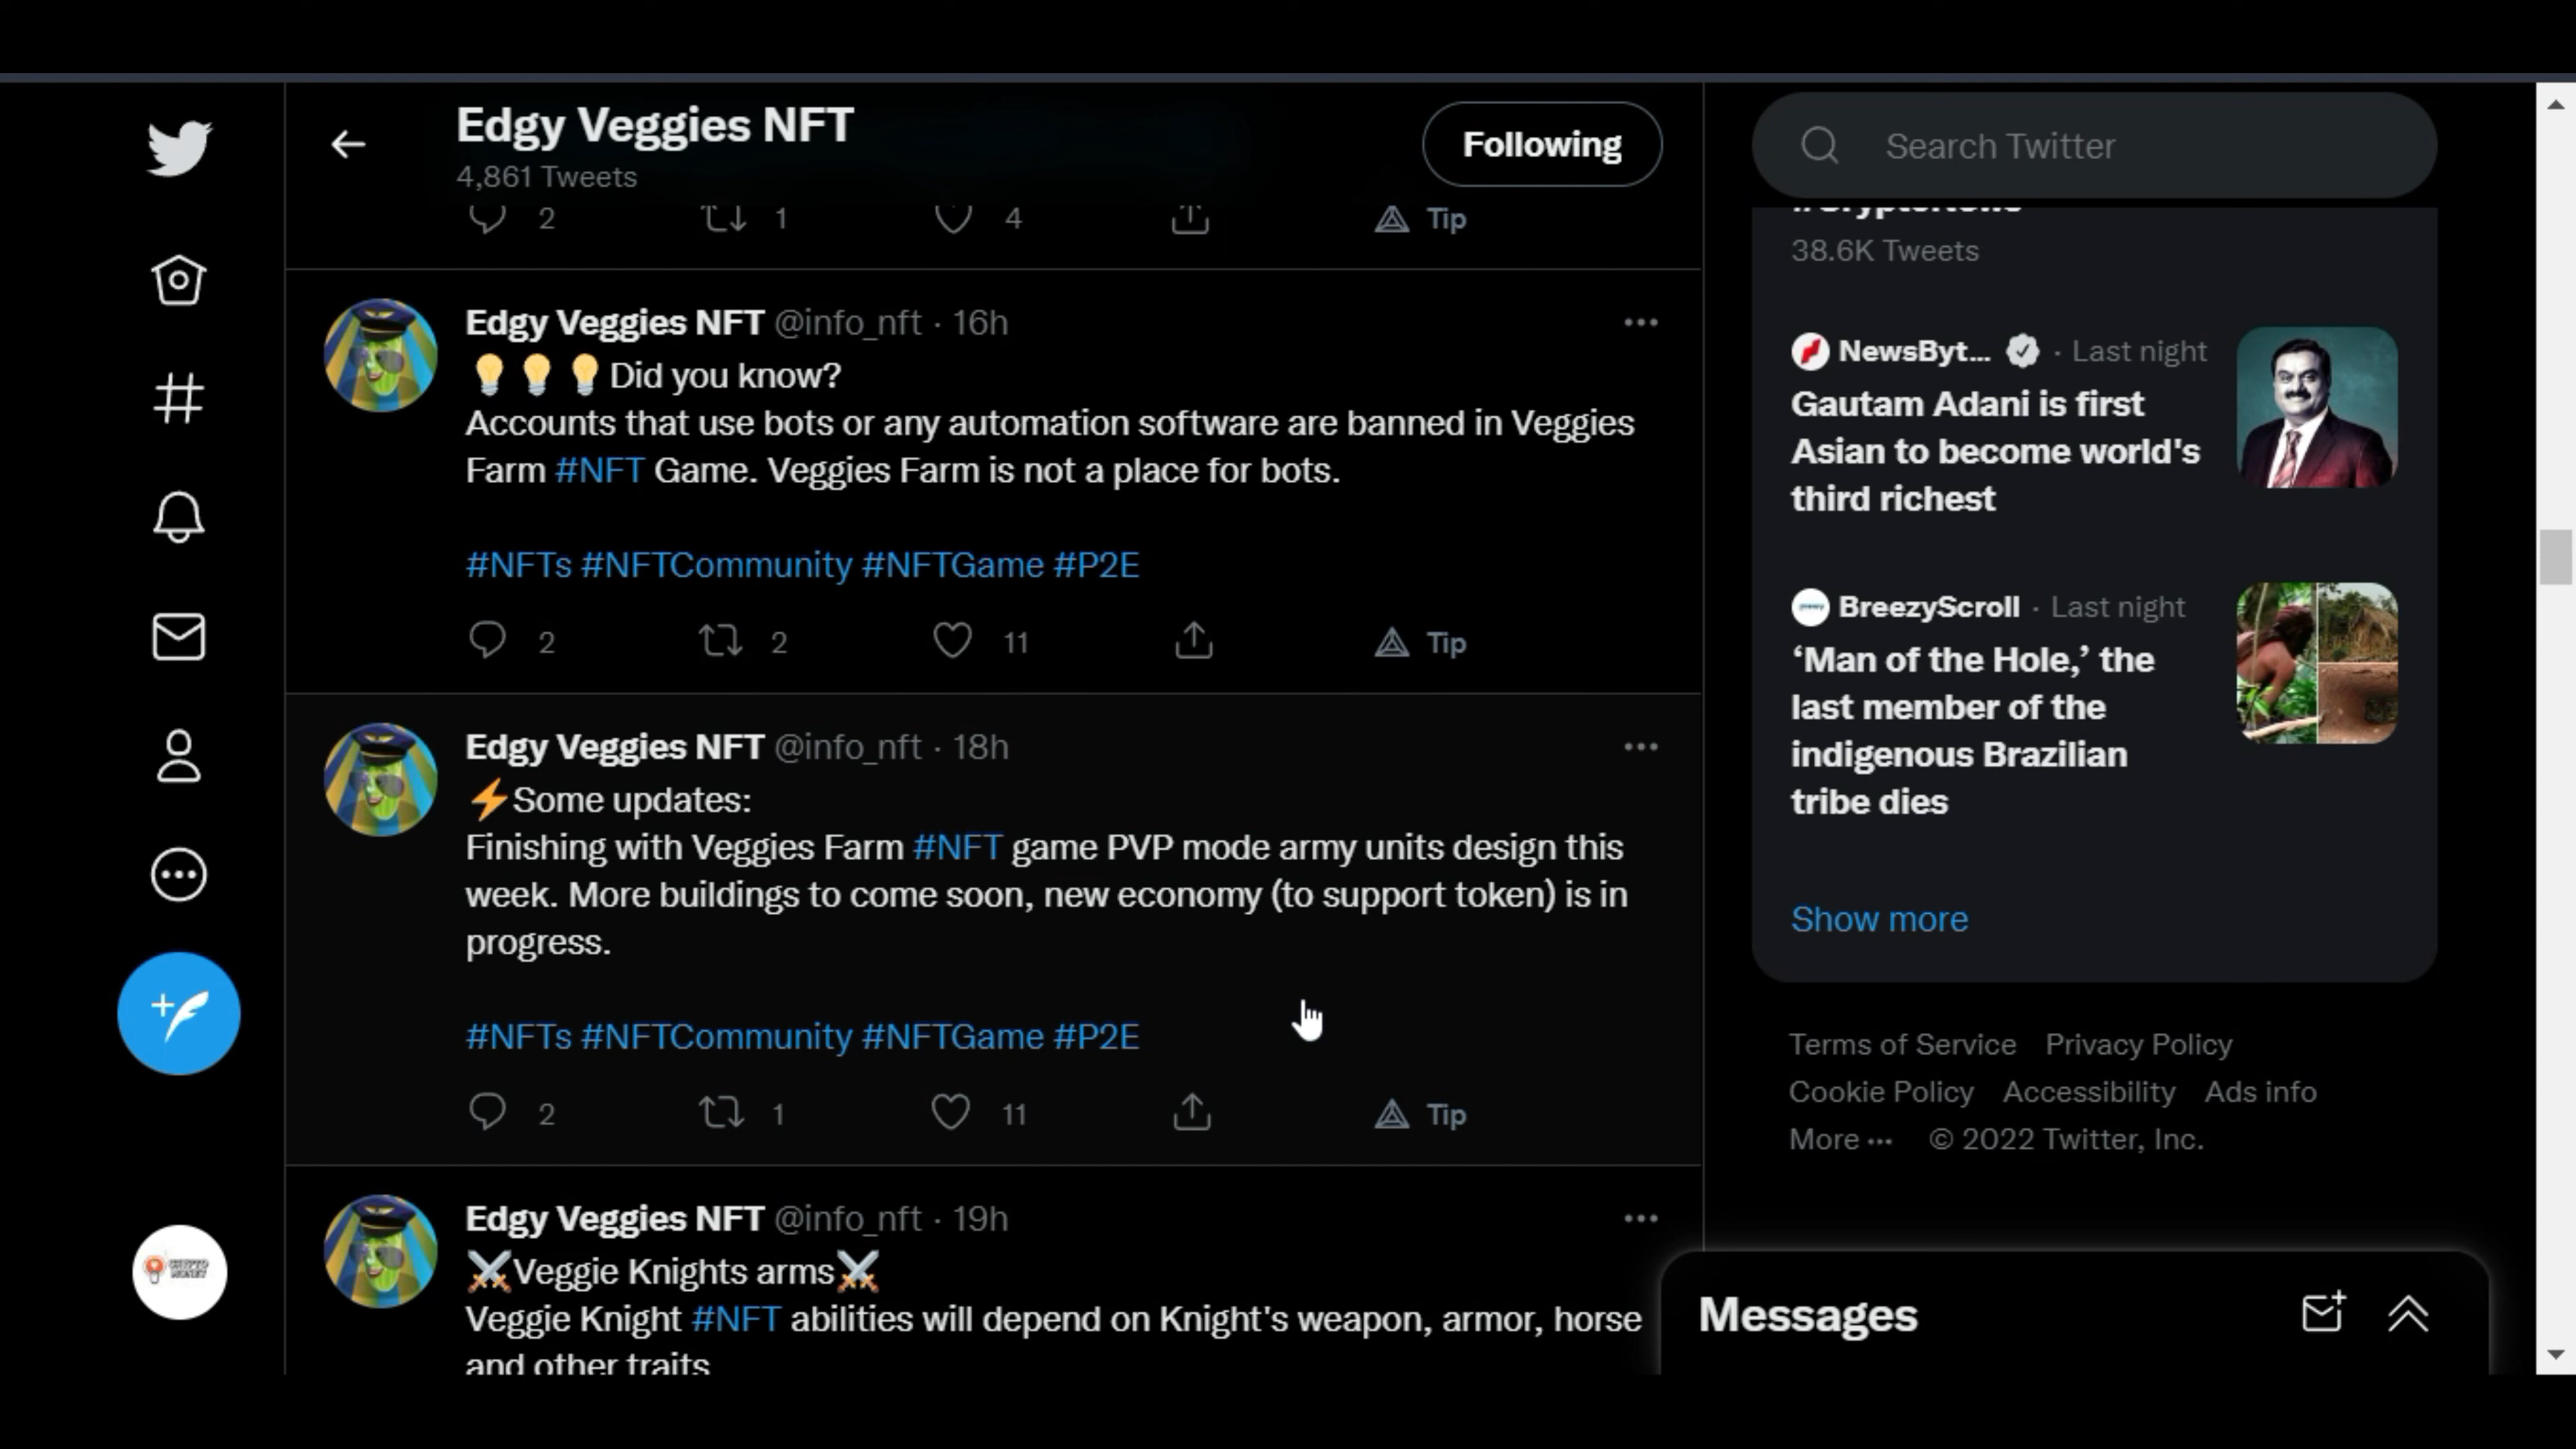 Edgy Veggies NFT
4,861 Tweets
Following
2 1 4 Tip
Edgy Veggies NFT @info_nft · 16h
💡💡💡Did you know?
Accounts that use bots or any automation software are banned in Veggies
Farm #NFT Game. Veggies Farm is not a place for bots.
#NFTs #NFTCommunity #NFTGame #P2E
2 2 11 Tip
Edgy Veggies NFT @info_nft · 18h
⚡Some updates:
Finishing with Veggies Farm #NFT game PVP mode army units design this
week. More buildings to come soon, new economy (to support token) is in
progress.
#NFTs #NFTCommunity #NFTGame #P2E
2 1 11 Tip
Edgy Veggies NFT @info_nft · 19h
⚔️Veggie Knights arms⚔️
Veggie Knight #NFT abilities will depend on Knight's weapon, armor, horse
and other traits
Search Twitter
38.6K Tweets
NewsByt... · Last night
Gautam Adani is first
Asian to become world's
third richest
BreezyScroll · Last night
‘Man of the Hole,’ the
last member of the
indigenous Brazilian
tribe dies
Show more
Terms of Service Privacy Policy
Cookie Policy Accessibility Ads info
More ··· © 2022 Twitter, Inc.
Messages